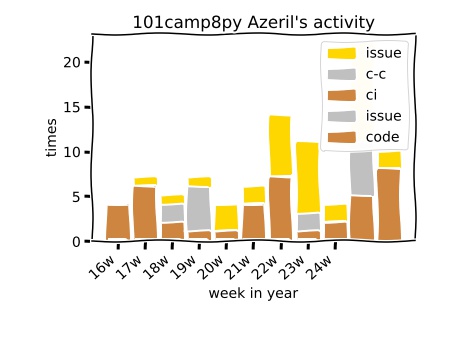 101camp8py Azeril's activity
issue
c-c
ci
issue
code
20
15
10
5
0
times
16w
17w
18w
19w
20w
21w
22w
23w
24w
week in year